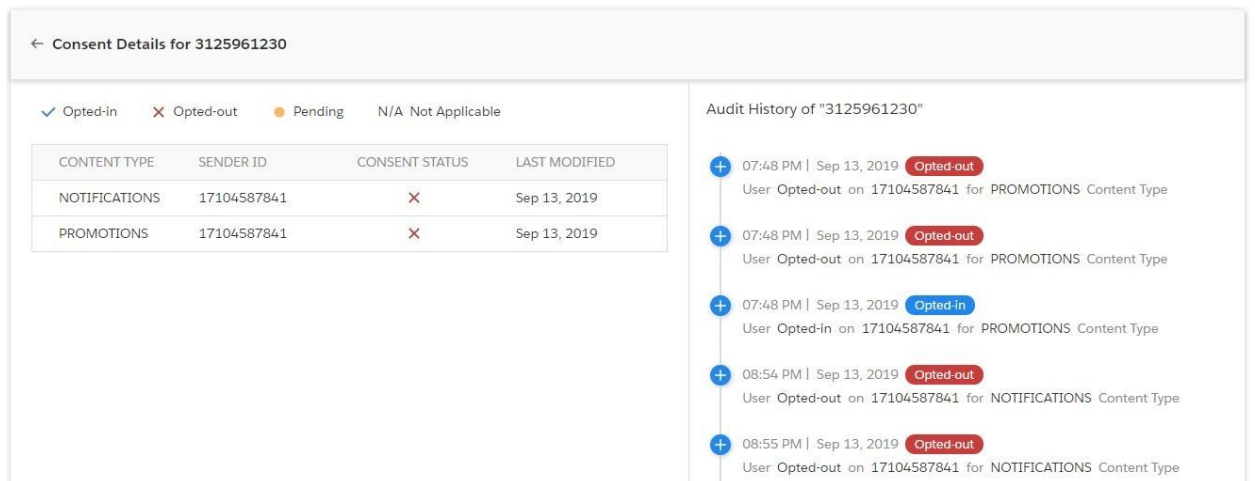 ← Consent Details for 3125961230
✓ Opted-in ✕ Opted-out ● Pending N/A Not Applicable
CONTENT TYPE SENDER ID CONSENT STATUS LAST MODIFIED
NOTIFICATIONS 17104587841 ✕ Sep 13, 2019
PROMOTIONS 17104587841 ✕ Sep 13, 2019
Audit History of "3125961230"
07:48 PM | Sep 13, 2019 Opted-out
User Opted-out on 17104587841 for PROMOTIONS Content Type
07:48 PM | Sep 13, 2019 Opted-out
User Opted-out on 17104587841 for PROMOTIONS Content Type
07:48 PM | Sep 13, 2019 Opted-in
User Opted-in on 17104587841 for PROMOTIONS Content Type
08:54 PM | Sep 13, 2019 Opted-out
User Opted-out on 17104587841 for NOTIFICATIONS Content Type
08:55 PM | Sep 13, 2019 Opted-out
User Opted-out on 17104587841 for NOTIFICATIONS Content Type